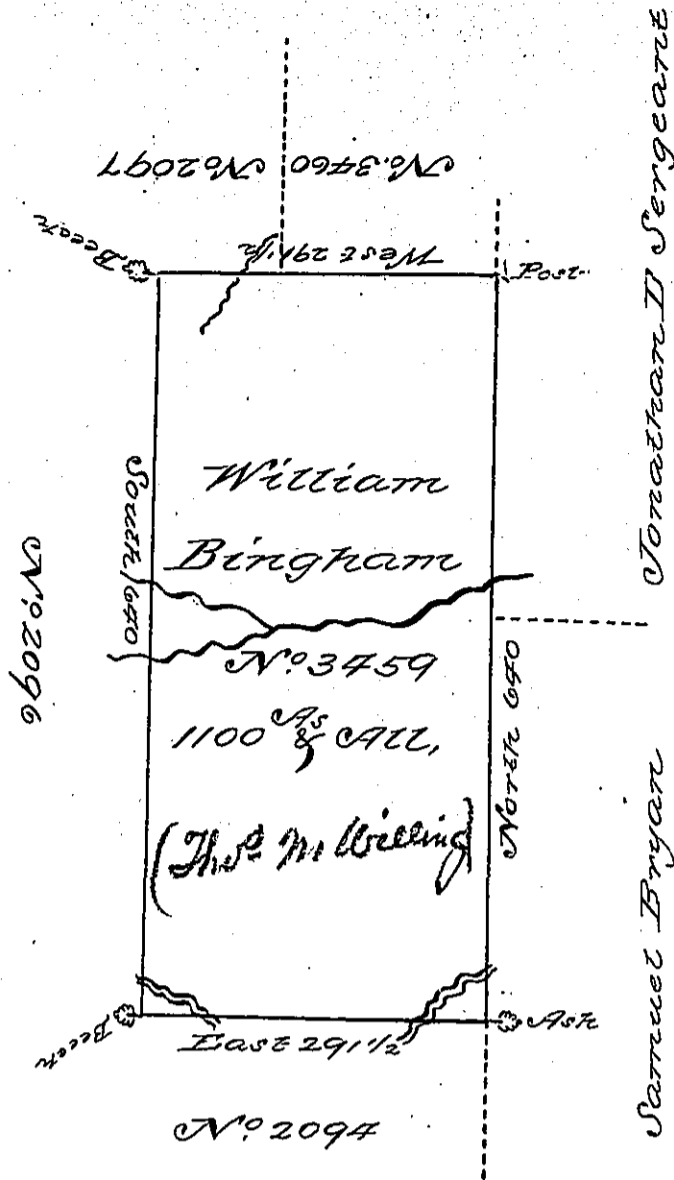 No. 3460
No 2097
Beech
West 291 1/2
Post
Jonathan D Sergeant
William
Bingham
South 640
Nº 2096
Nº 3459
1100 As & All,
North 640
(Thos M Willing)
Samuel Bryan
Beech
East 291 1/2
Ash
Nº 2094